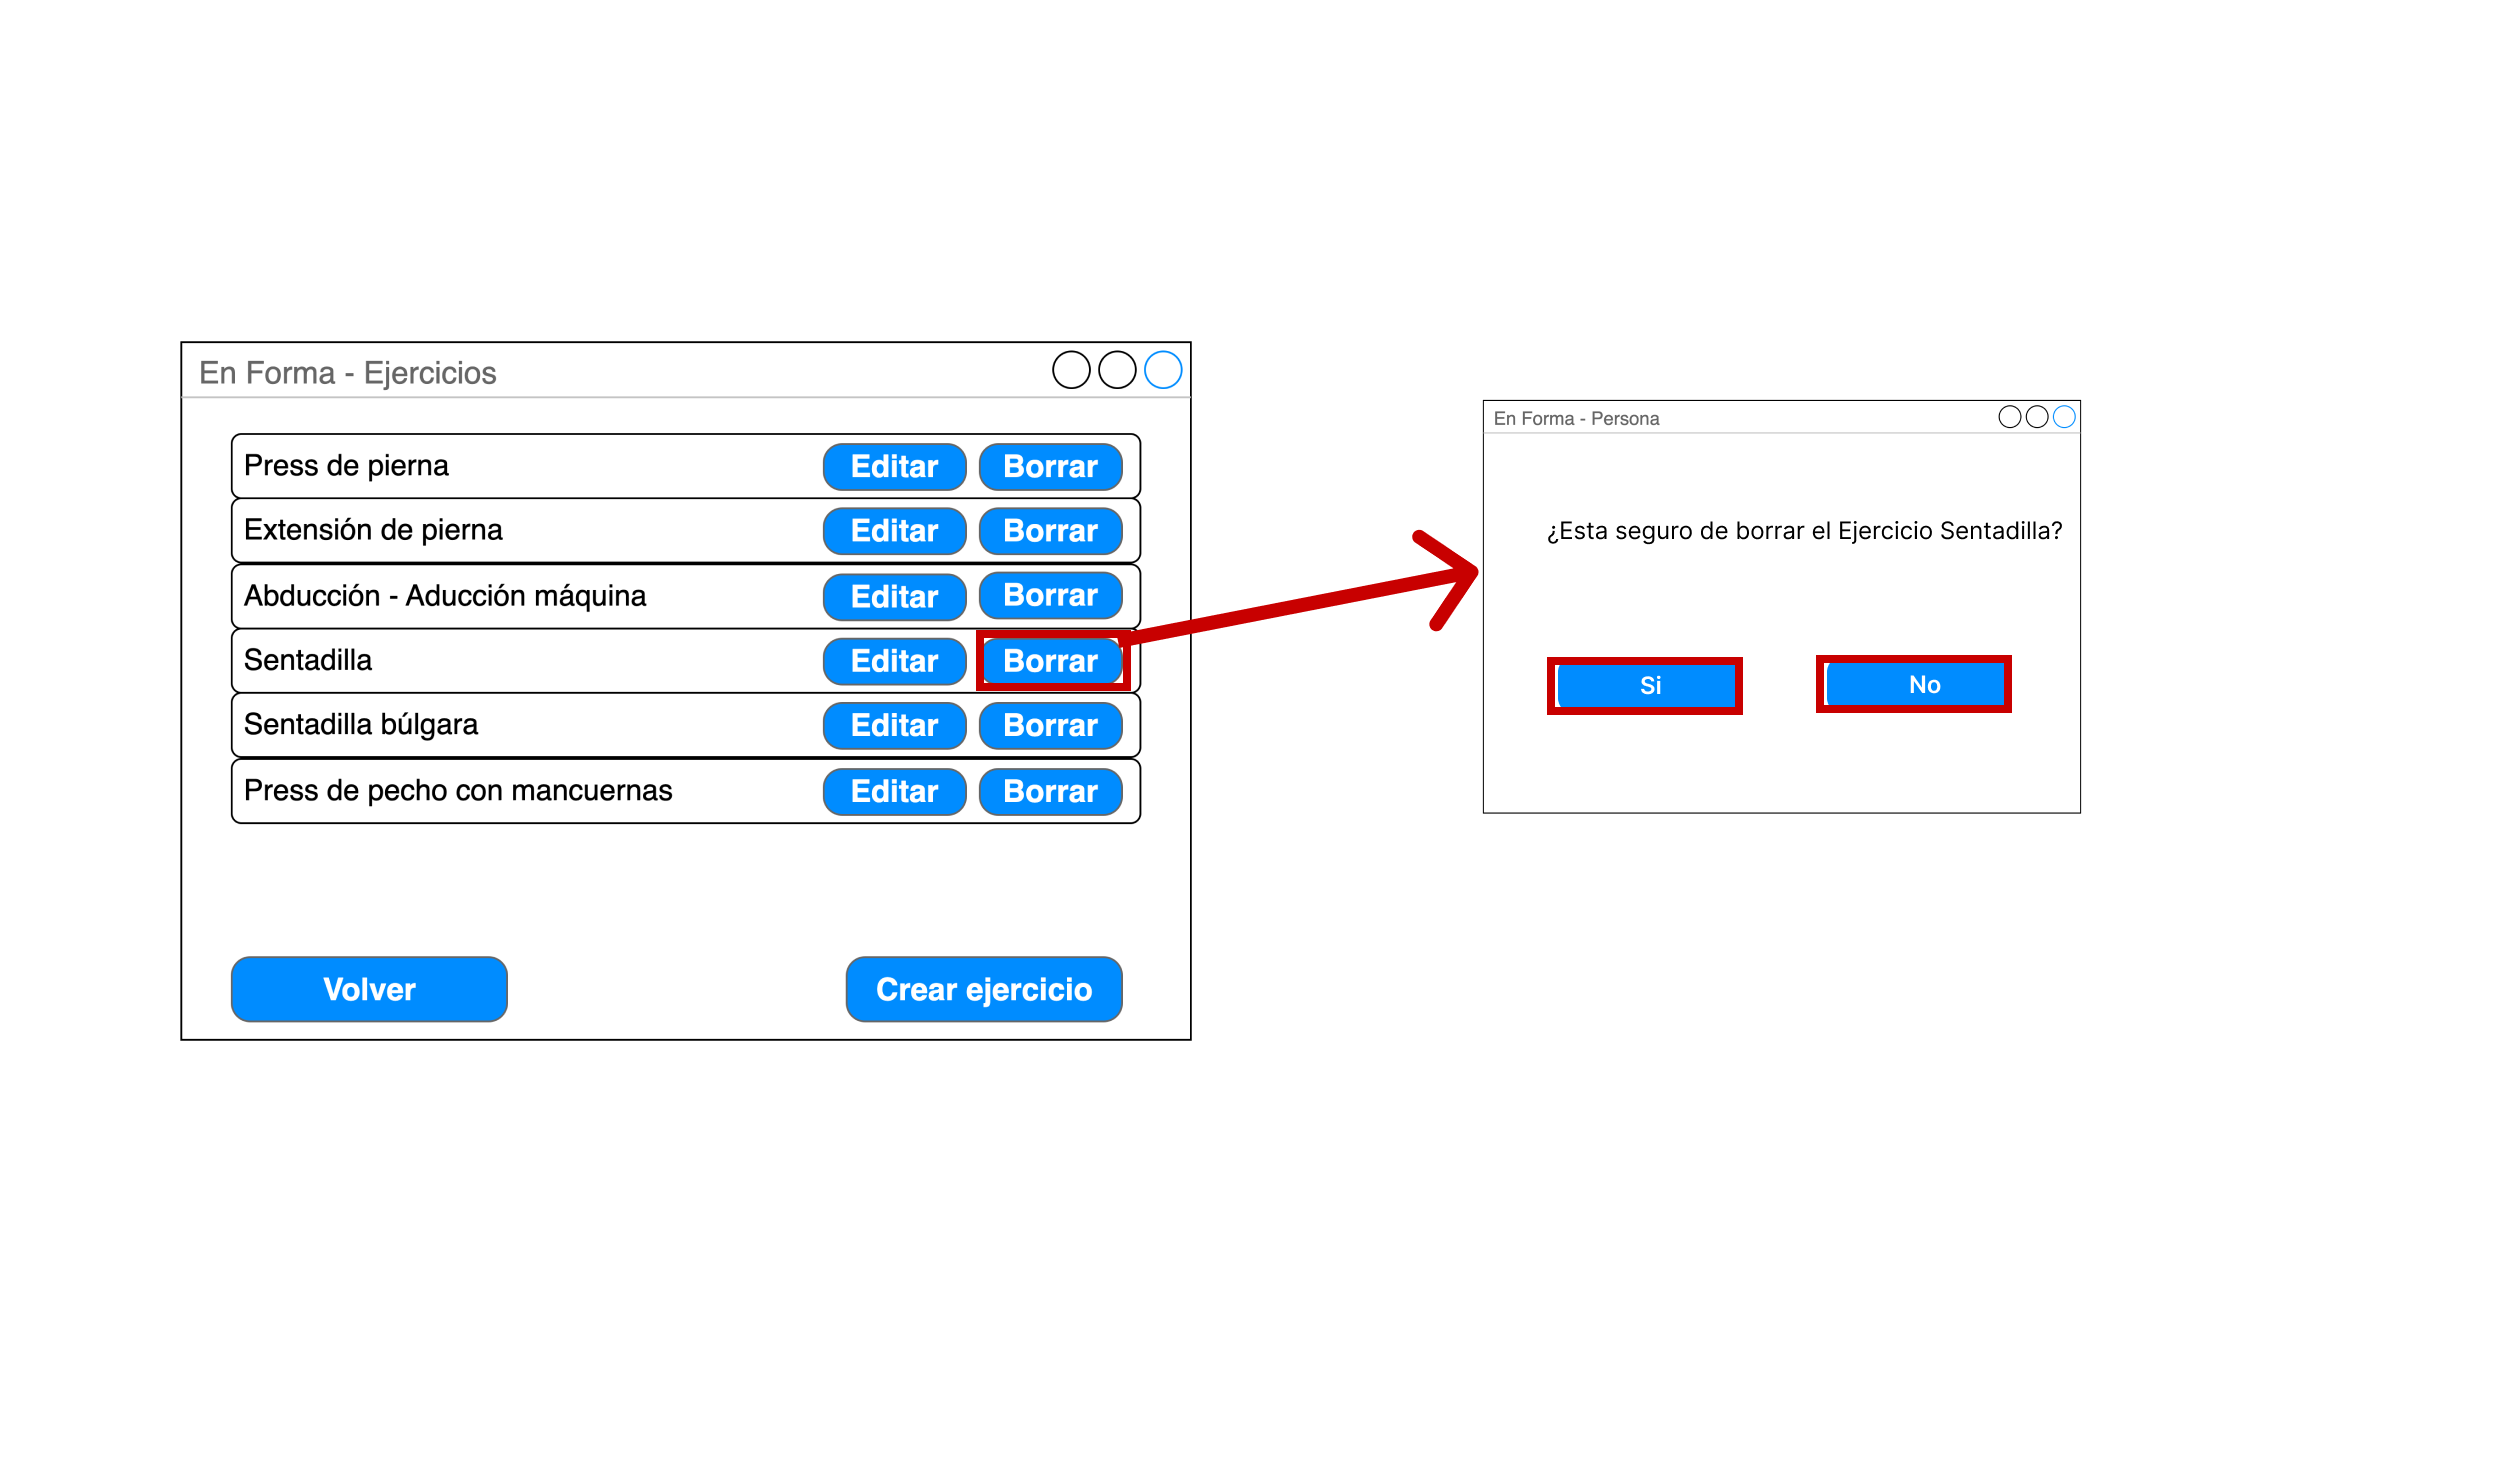 En Forma - Ejercicios
Press de pierna Editar Borrar
Extensión de pierna Editar Borrar
Abducción - Aducción máquina Editar Borrar
Sentadilla Editar Borrar
Sentadilla búlgara Editar Borrar
Press de pecho con mancuernas Editar Borrar
Volver Crear ejercicio
En Forma - Persona
¿Esta seguro de borrar el Ejercicio Sentadilla?
Si No